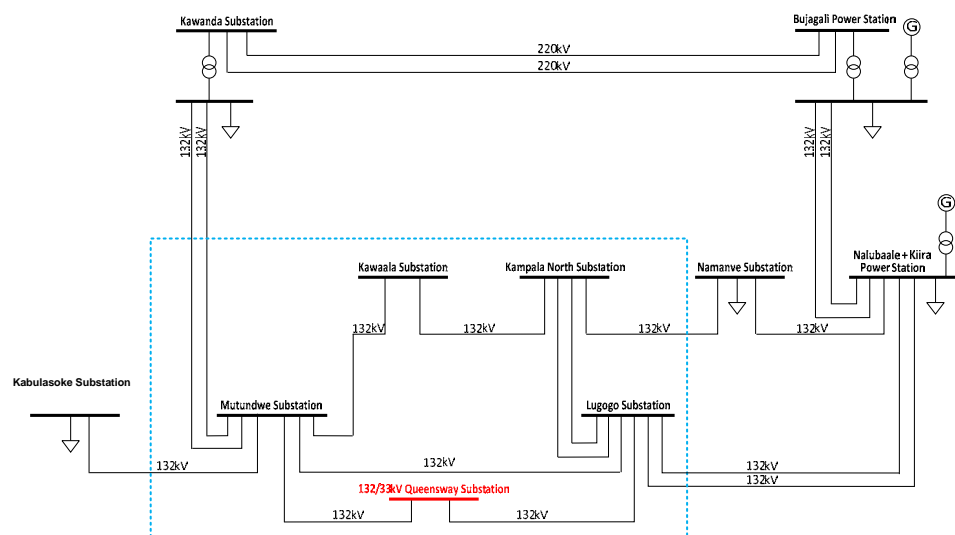 Kawanda Substation
Bujagali Power Station
G
220kV
220kV
132kV
132kV
132kV
132kV
G
Kawaala Substation
Kampala North Substation
Namanve Substation
Nalubaale + Kiira
Power Station
132kV
132kV
132kV
132kV
Kabulasoke Substation
Mutundwe Substation
Lugogo Substation
132kV
132kV
132kV
132kV
132/33kV Queensway Substation
132kV
132kV